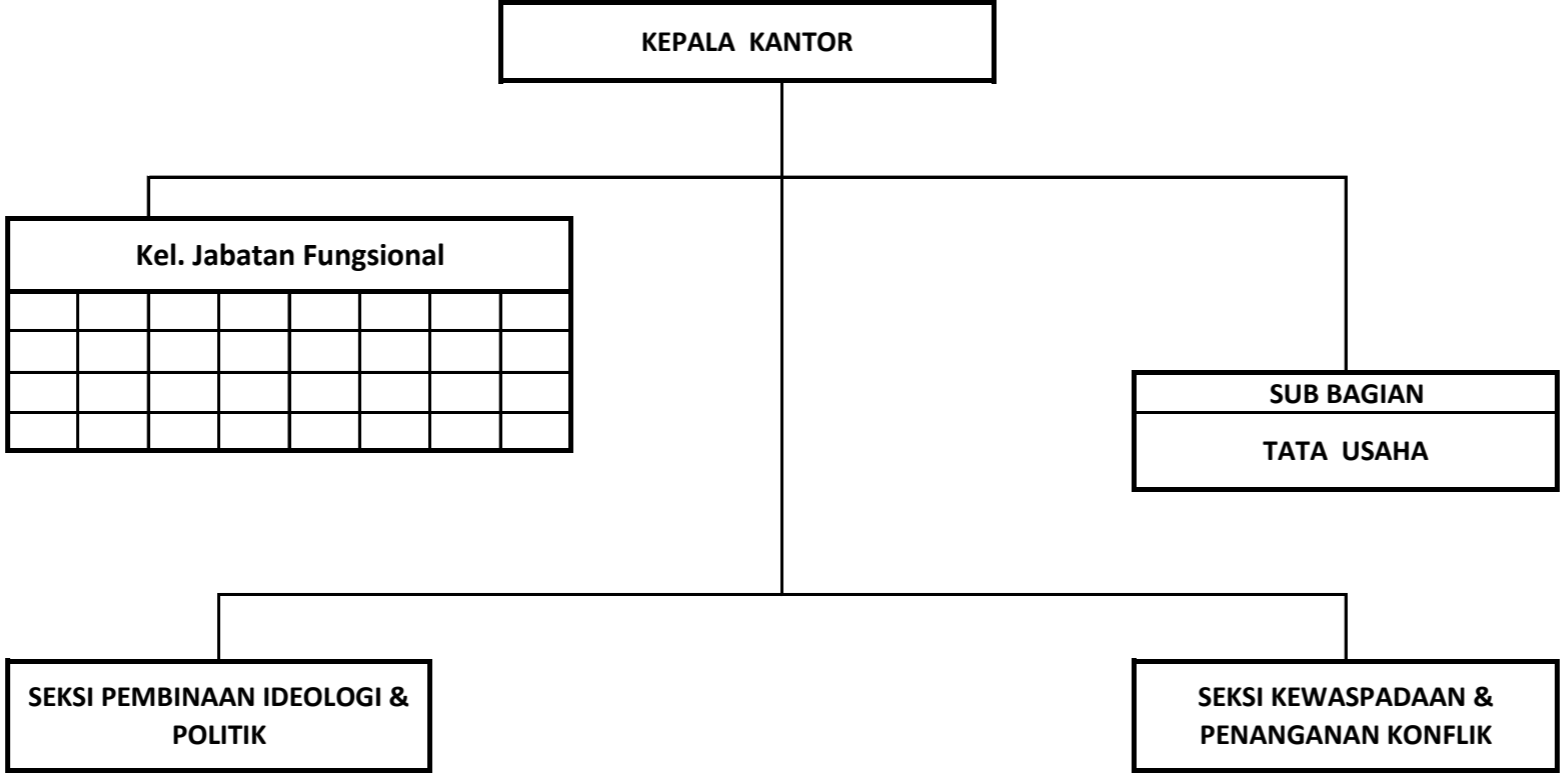 KEPALA KANTOR
Kel. Jabatan Fungsional
SUB BAGIAN
TATA USAHA
SEKSI PEMBINAAN IDEOLOGI &
POLITIK
SEKSI KEWASPADAAN &
PENANGANAN KONFLIK